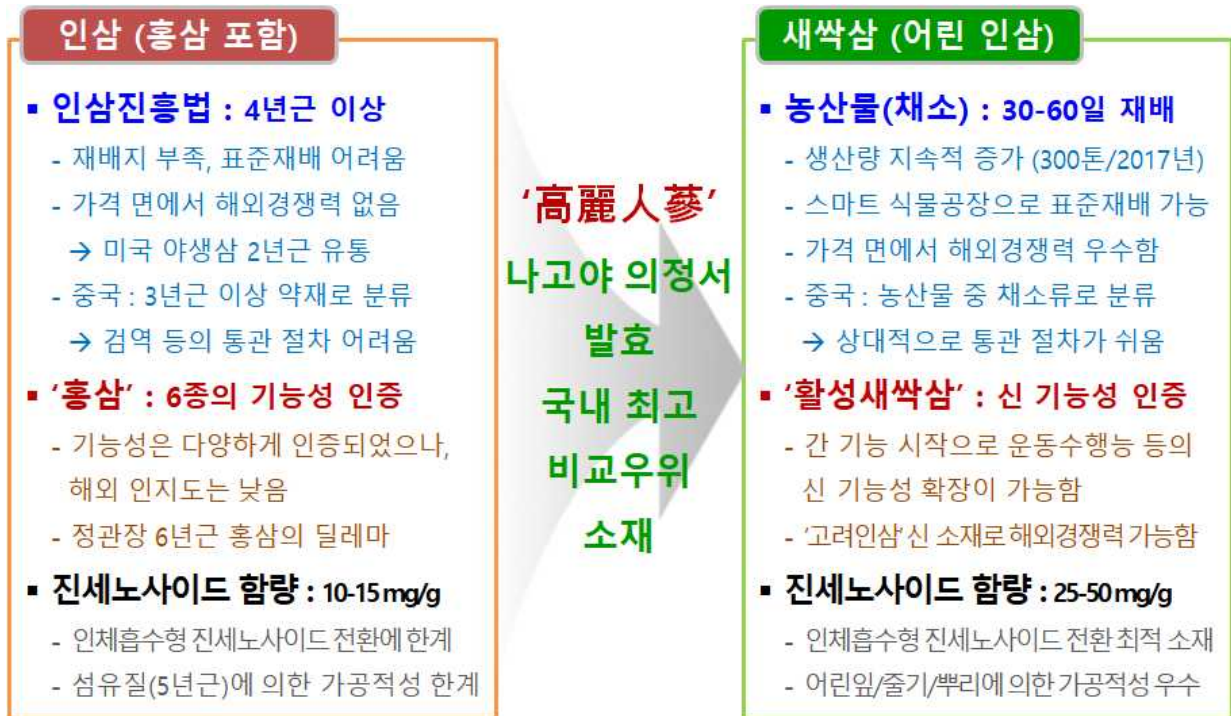 인삼 (홍삼 포함)
▪ 인삼진흥법 : 4년근 이상
- 재배지 부족, 표준재배 어려움
- 가격 면에서 해외경쟁력 없음
→ 미국 야생삼 2년근 유통
- 중국 : 3년근 이상 약재로 분류
→ 검역 등의 통관 절차 어려움
▪ ‘홍삼’ : 6종의 기능성 인증
- 기능성은 다양하게 인증되었으나,
해외 인지도는 낮음
- 정관장 6년근 홍삼의 딜레마
▪ 진세노사이드 함량 : 10-15 mg/g
- 인체흡수형 진세노사이드 전환에 한계
- 섬유질(5년근)에 의한 가공적성 한계
‘高麗人蔘’
나고야 의정서
발효
국내 최고
비교우위
소재
새싹삼 (어린 인삼)
▪ 농산물(채소) : 30-60일 재배
- 생산량 지속적 증가 (300톤/2017년)
- 스마트 식물공장으로 표준재배 가능
- 가격 면에서 해외경쟁력 우수함
- 중국 : 농산물 중 채소류로 분류
→ 상대적으로 통관 절차가 쉬움
▪ ‘활성새싹삼’ : 신 기능성 인증
- 간 기능 시작으로 운동수행능 등의
신 기능성 확장이 가능함
- ‘고려인삼’ 신 소재로 해외경쟁력 가능함
▪ 진세노사이드 함량 : 25-50 mg/g
- 인체흡수형 진세노사이드 전환 최적 소재
- 어린잎/줄기/뿌리에 의한 가공적성 우수